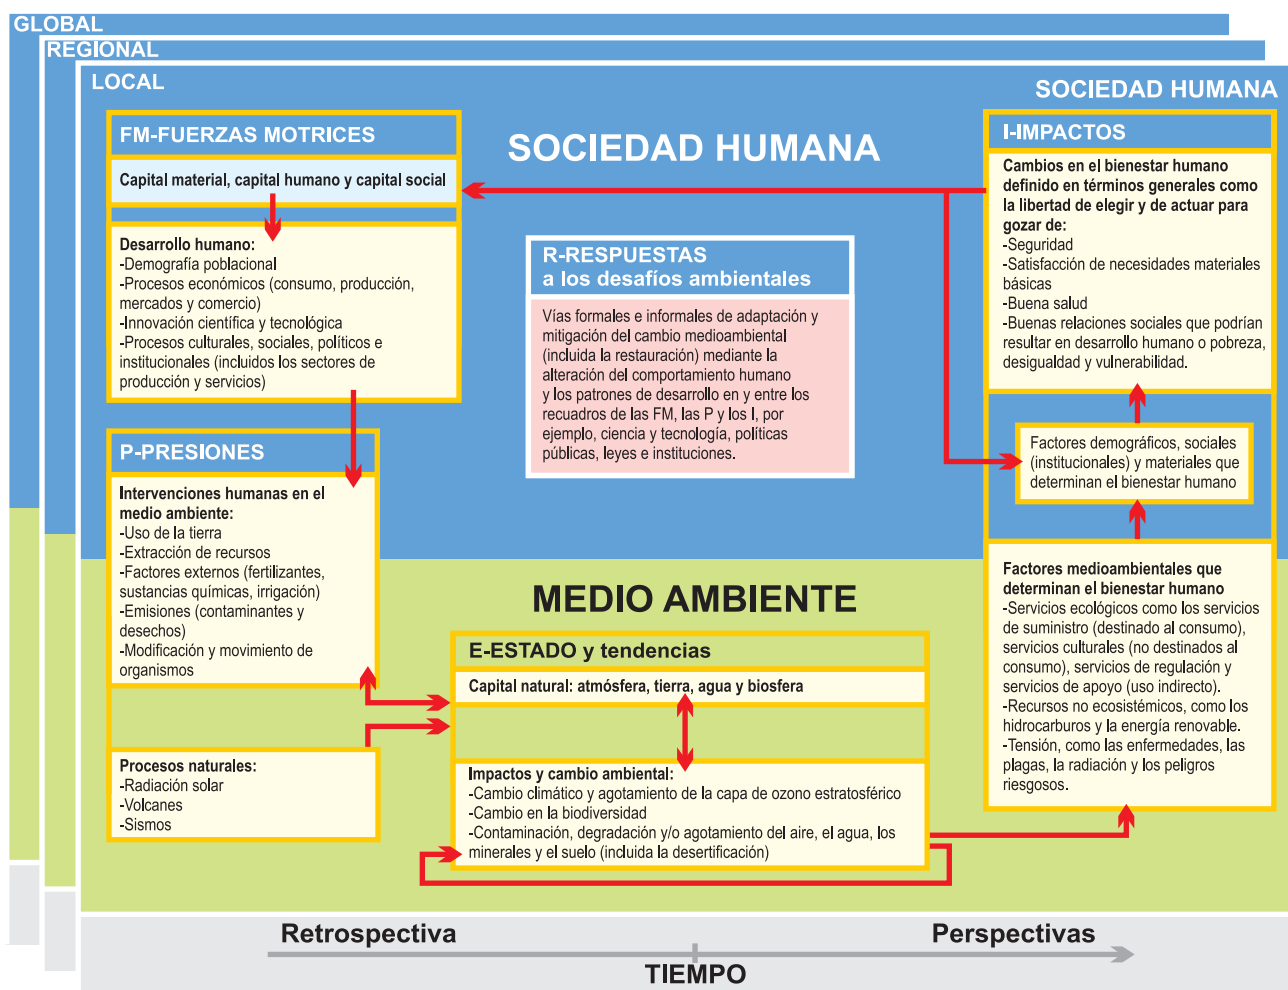 GLOBAL
REGIONAL
LOCAL
SOCIEDAD HUMANA
SOCIEDAD HUMANA
FM-FUERZAS MOTRICES
Capital material, capital humano y capital social
Desarrollo humano:
-Demografía poblacional
-Procesos económicos (consumo, producción,
mercados y comercio)
-Innovación científica y tecnológica
-Procesos culturales, sociales, políticos e
institucionales (incluidos los sectores de
producción y servicios)
P-PRESIONES
Intervenciones humanas en el
medio ambiente:
-Uso de la tierra
-Extracción de recursos
-Factores externos (fertilizantes,
sustancias químicas, irrigación)
-Emisiones (contaminantes y
desechos)
-Modificación y movimiento de
organismos
Procesos naturales:
-Radiación solar
-Volcanes
-Sismos
R-RESPUESTAS
a los desafíos ambientales
Vías formales e informales de adaptación y
mitigación del cambio medioambiental
(incluida la restauración) mediante la
alteración del comportamiento humano
y los patrones de desarrollo en y entre los
recuadros de las FM, las P y los I, por
ejemplo, ciencia y tecnología, políticas
públicas, leyes e instituciones.
MEDIO AMBIENTE
E-ESTADO y tendencias
Capital natural: atmósfera, tierra, agua y biosfera
Impactos y cambio ambiental:
-Cambio climático y agotamiento de la capa de ozono estratosférico
-Cambio en la biodiversidad
-Contaminación, degradación y/o agotamiento del aire, el agua, los
minerales y el suelo (incluida la desertificación)
I-IMPACTOS
Cambios en el bienestar humano
definido en términos generales como
la libertad de elegir y de actuar para
gozar de:
-Seguridad
-Satisfacción de necesidades materiales
básicas
-Buena salud
-Buenas relaciones sociales que podrían
resultar en desarrollo humano o pobreza,
desigualdad y vulnerabilidad.
Factores demográficos, sociales
(institucionales) y materiales que
determinan el bienestar humano
Factores medioambientales que
determinan el bienestar humano
-Servicios ecológicos como los servicios
de suministro (destinado al consumo),
servicios culturales (no destinados al
consumo), servicios de regulación y
servicios de apoyo (uso indirecto).
-Recursos no ecosistémicos, como los
hidrocarburos y la energía renovable.
-Tensión, como las enfermedades, las
plagas, la radiación y los peligros
riesgosos.
Retrospectiva
Perspectivas
TIEMPO